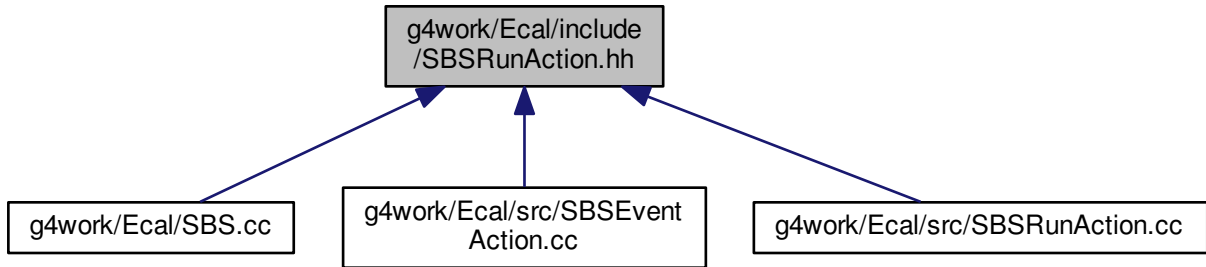 g4work/Ecal/include
/SBSRunAction.hh
g4work/Ecal/SBS.cc
g4work/Ecal/src/SBSEvent
Action.cc
g4work/Ecal/src/SBSRunAction.cc